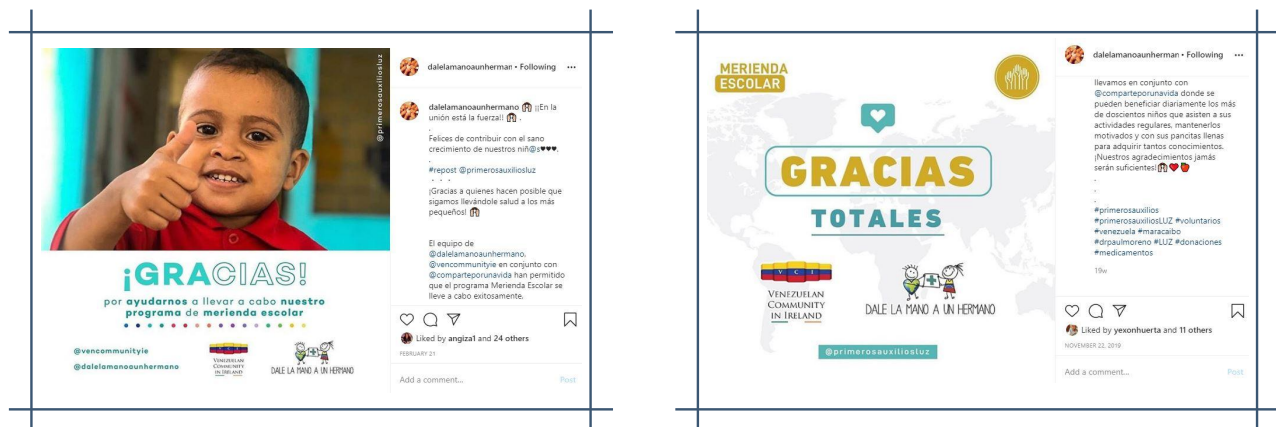 @primerosauxiliosluz
¡GRACIAS!
por ayudarnos a llevar a cabo nuestro
programa de merienda escolar
@vencommunityie
@dalelamanoaunhermano
VENEZUELAN
COMMUNITY
IN IRELAND
DALE LA MANO A UN HERMANO
dalelamanoaunherman • Following
dalelamanoaunhermano ¡¡En la
unión está la fuerza!! .
.
Felices de contribuir con el sano
crecimiento de nuestros niñ@s♥♥♥.
.
#repost @primerosauxiliosluz
・・・
¡Gracias a quienes hacen posible que
sigamos llevándole salud a los más
pequeños!
El equipo de
@dalelamanoaunhermano,
@vencommunityie en conjunto con
@comparteporunavida han permitido
que el programa Merienda Escolar se
lleve a cabo exitosamente.
Liked by angiza1 and 24 others
FEBRUARY 21
Add a comment... Post
MERIENDA
ESCOLAR
GRACIAS
TOTALES
V C I
VENEZUELAN
COMMUNITY
IN IRELAND
DALE LA MANO A UN HERMANO
@primerosauxiliosluz
dalelamanoaunherman • Following
llevamos en conjunto con
@comparteporunavida donde se
pueden beneficiar diariamente los más
de doscientos niños que asisten a sus
actividades regulares, mantenerlos
motivados y con sus pancitas llenas
para adquirir tantos conocimientos.
¡Nuestros agradecimientos jamás
serán suficientes!
.
.
.
#primerosauxilios
#primerosauxiliosLUZ #voluntarios
#venezuela #maracaibo
#drpaulmoreno #LUZ #donaciones
#medicamentos
19w
Liked by yexonhuerta and 11 others
NOVEMBER 22, 2019
Add a comment... Post